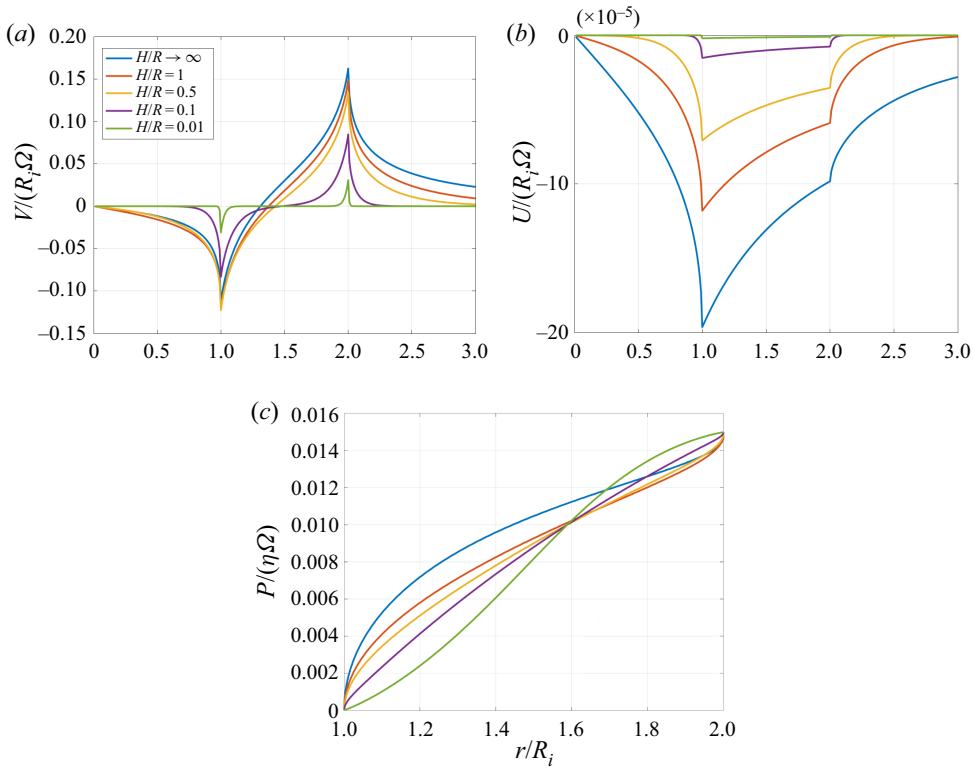 (a)
0.20
0.15
0.10
0.05
0
–0.05
–0.10
–0.15
V/(R_iΩ)
H/R → ∞
H/R = 1
H/R = 0.5
H/R = 0.1
H/R = 0.01
0 0.5 1.0 1.5 2.0 2.5 3.0
(b)
(×10⁻⁵)
0
–10
–20
U/(R_iΩ)
0 0.5 1.0 1.5 2.0 2.5 3.0
(c)
0.016
0.014
0.012
0.010
0.008
0.006
0.004
0.002
0
P/(ηΩ)
1.0 1.2 1.4 1.6 1.8 2.0
r/R_i